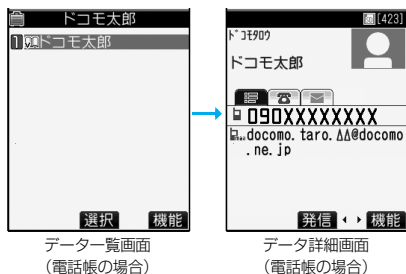 ドコモ太郎
1 ドコモ太郎
選択 機能
データ一覧画面
(電話帳の場合)
[423]
ﾄﾞｺﾓﾀﾛｳ
ドコモ太郎
090XXXXXXXX
docomo.taro.ΔΔ@docomo
.ne.jp
発信 機能
データ詳細画面
(電話帳の場合)